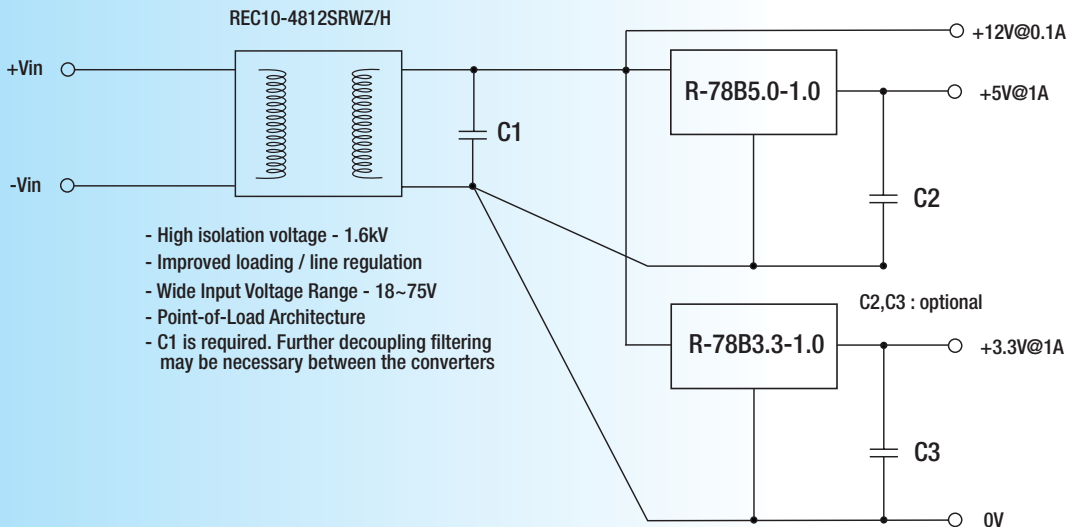 REC10-4812SRWZ/H
+Vin
-Vin
C1
R-78B5.0-1.0
+12V@0.1A
+5V@1A
C2
- High isolation voltage - 1.6kV
- Improved loading / line regulation
- Wide Input Voltage Range - 18~75V
- Point-of-Load Architecture
- C1 is required. Further decoupling filtering
may be necessary between the converters
C2,C3 : optional
R-78B3.3-1.0
+3.3V@1A
C3
0V